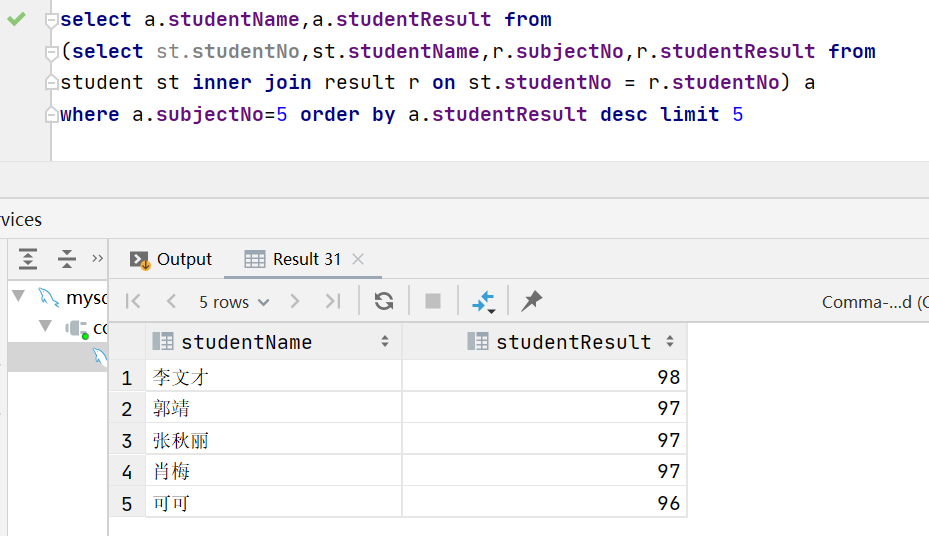 select a.studentName,a.studentResult from
(select st.studentNo,st.studentName,r.subjectNo,r.studentResult from
student st inner join result r on st.studentNo = r.studentNo) a
where a.subjectNo=5 order by a.studentResult desc limit 5
rvices
Output Result 31
mysq
5 rows Comma-...d (C
co
studentName studentResult
1 李文才 98
2 郭靖 97
3 张秋丽 97
4 肖梅 97
5 可可 96